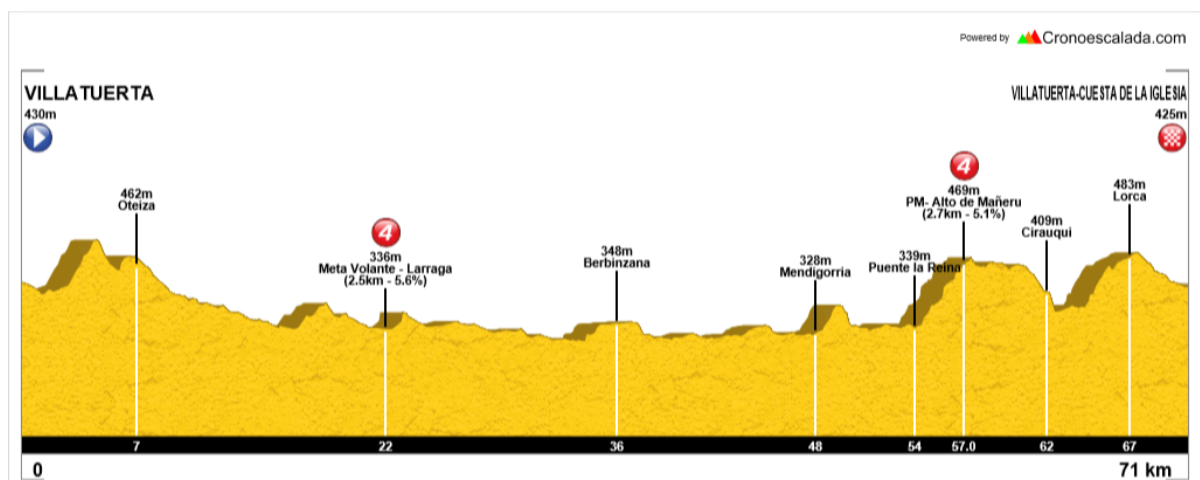 Powered by Cronoescalada.com
VILLATUERTA
430m
VILLATUERTA-CUESTA DE LA IGLESIA
425m
462m
Oteiza
4
336m
Meta Volante - Larraga
(2.5km - 5.6%)
348m
Berbinzana
328m
Mendigorria
339m
Puente la Reina
4
469m
PM- Alto de Mañeru
(2.7km - 5.1%)
409m
Cirauqui
483m
Lorca
7 22 36 48 54 57.0 62 67
0 71 km